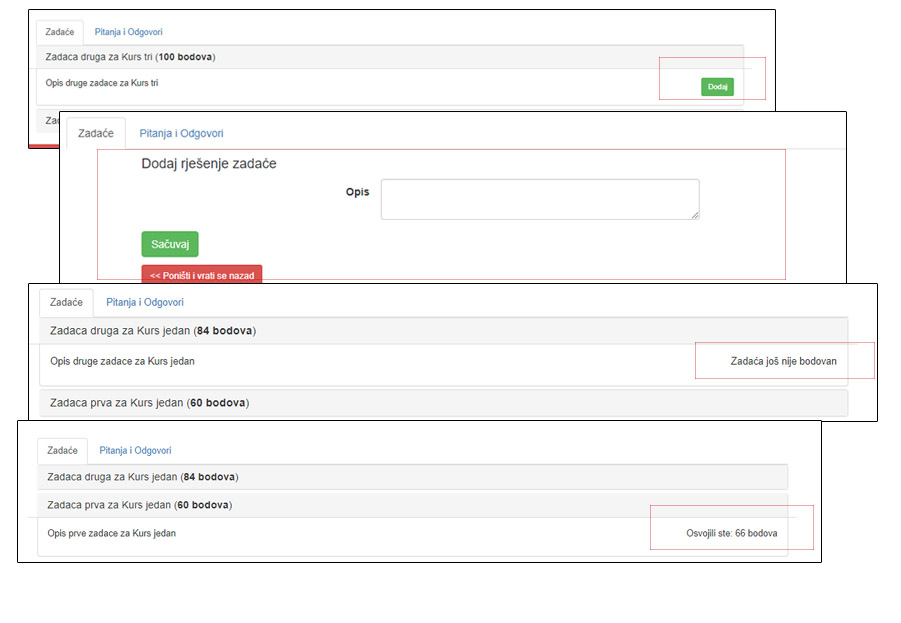 Zadaće Pitanja i Odgovori
Zadaca druga za Kurs tri (100 bodova)
Opis druge zadace za Kurs tri
Dodaj
Za
Zadaće Pitanja i Odgovori
Dodaj rješenje zadaće
Opis
Sačuvaj
<< Poništi i vrati se nazad
Zadaće Pitanja i Odgovori
Zadaca druga za Kurs jedan (84 bodova)
Opis druge zadace za Kurs jedan Zadaća još nije bodovan
Zadaca prva za Kurs jedan (60 bodova)
Zadaće Pitanja i Odgovori
Zadaca druga za Kurs jedan (84 bodova)
Zadaca prva za Kurs jedan (60 bodova)
Opis prve zadace za Kurs jedan Osvojili ste: 66 bodova